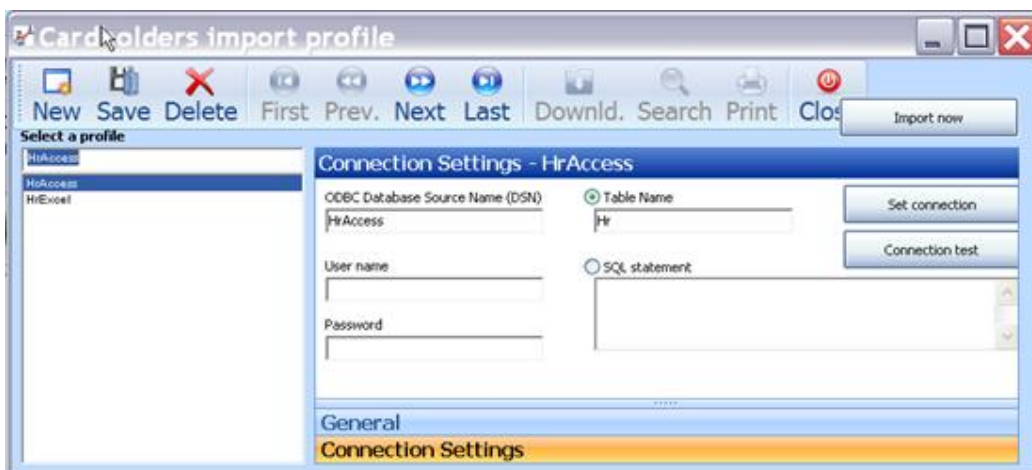 Cardholders import profile
New Save Delete First Prev. Next Last Downld. Search Print Clos
Import now
Select a profile
HrAccess
HrAccess
HrExcell
Connection Settings - HrAccess
ODBC Database Source Name (DSN)
HrAccess
Table Name
Hr
Set connection
Connection test
User name
SQL statement
Password
General
Connection Settings